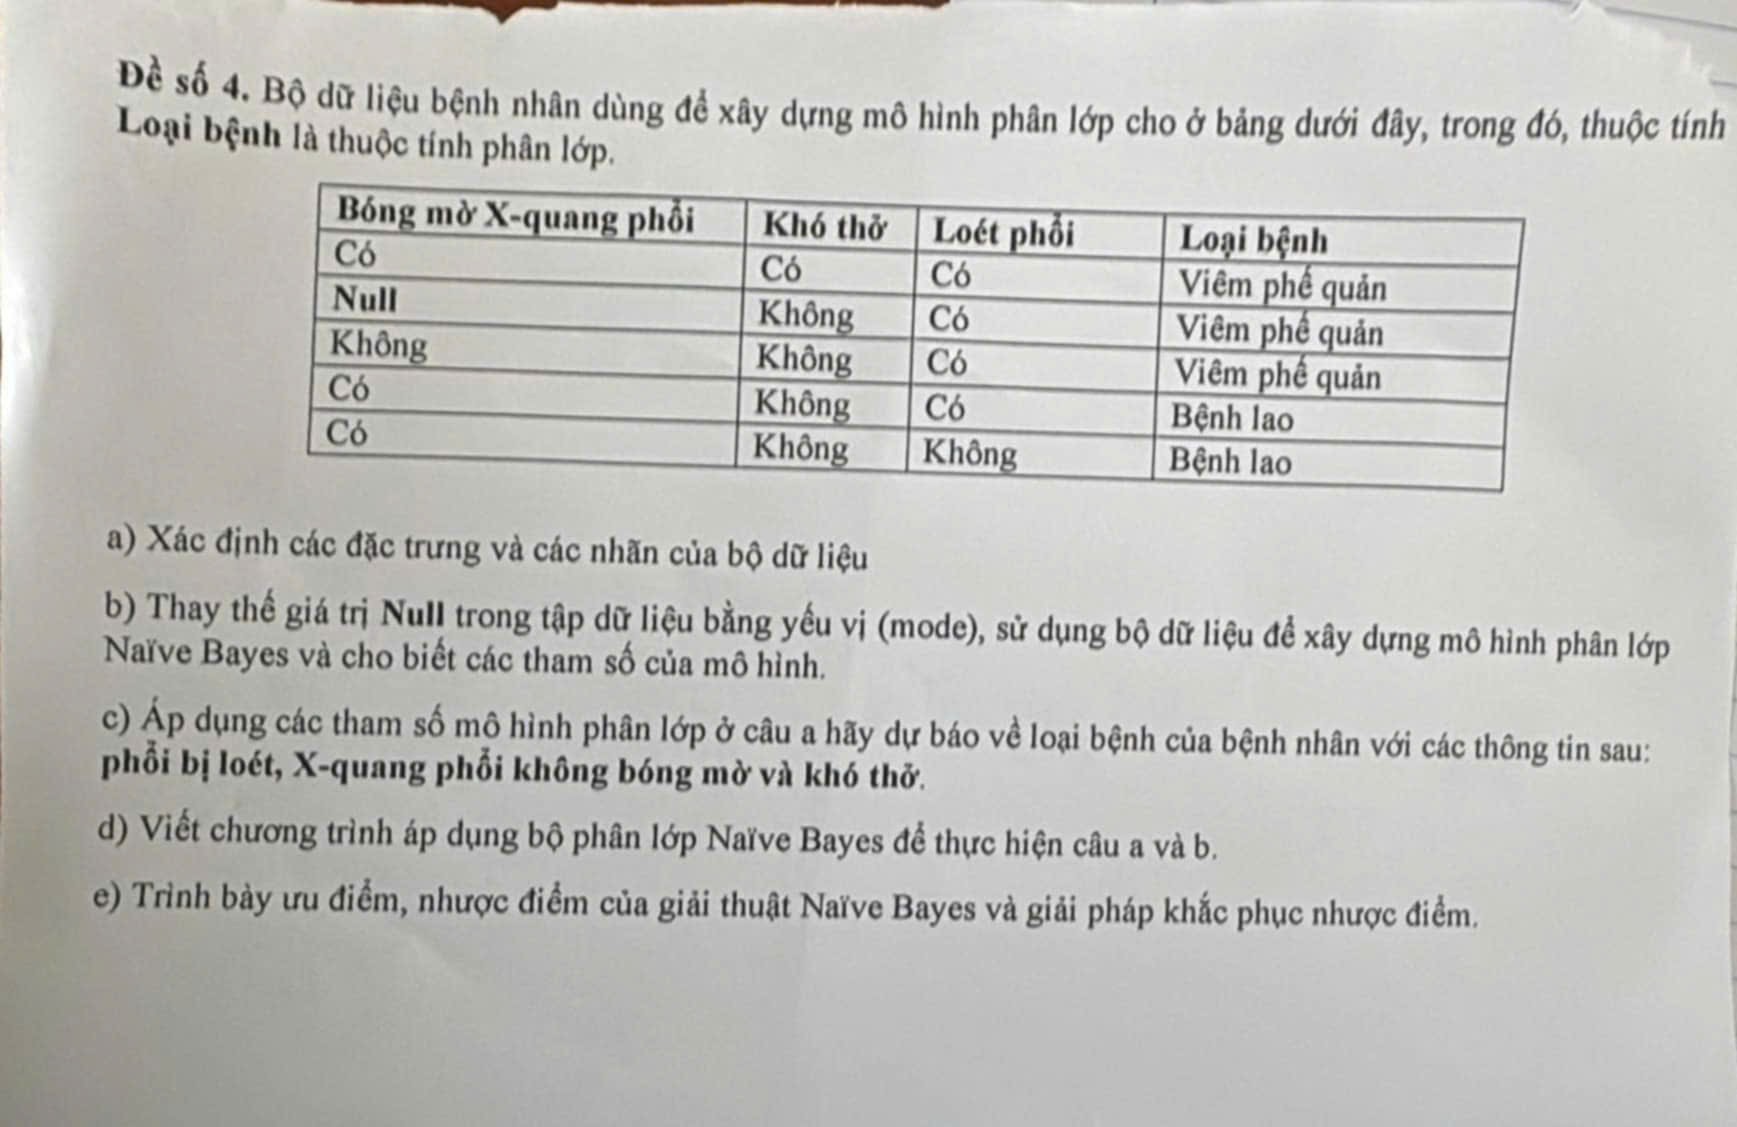 Đề số 4. Bộ dữ liệu bệnh nhân dùng để xây dựng mô hình phân lớp cho ở bảng dưới đây, trong đó, thuộc tính
Loại bệnh là thuộc tính phân lớp.
Bóng mờ X-quang phổi Khó thở Loét phổi Loại bệnh
Có Có Có Viêm phế quản
Null Không Có Viêm phế quản
Không Không Có Viêm phế quản
Có Không Có Bệnh lao
Có Không Không Bệnh lao
a) Xác định các đặc trưng và các nhãn của bộ dữ liệu
b) Thay thế giá trị Null trong tập dữ liệu bằng yếu vị (mode), sử dụng bộ dữ liệu để xây dựng mô hình phân lớp
Naïve Bayes và cho biết các tham số của mô hình.
c) Áp dụng các tham số mô hình phân lớp ở câu a hãy dự báo về loại bệnh của bệnh nhân với các thông tin sau:
phổi bị loét, X-quang phổi không bóng mờ và khó thở.
d) Viết chương trình áp dụng bộ phân lớp Naïve Bayes để thực hiện câu a và b.
e) Trình bày ưu điểm, nhược điểm của giải thuật Naïve Bayes và giải pháp khắc phục nhược điểm.